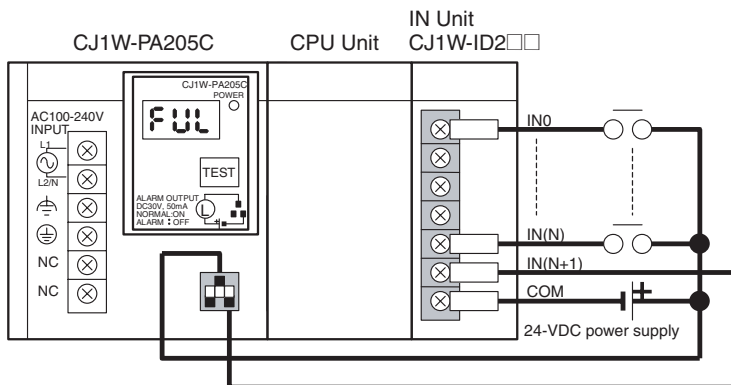 IN Unit
CJ1W-PA205C
CPU Unit
CJ1W-ID2□□
CJ1W-PA205C
POWER
AC100-240V
INPUT
L1
L2/N
NC
NC
FUL
TEST
ALARM OUTPUT
DC30V, 50mA
NORMAL:ON
ALARM : OFF
L
+
IN0
IN(N)
IN(N+1)
COM
+
24-VDC power supply